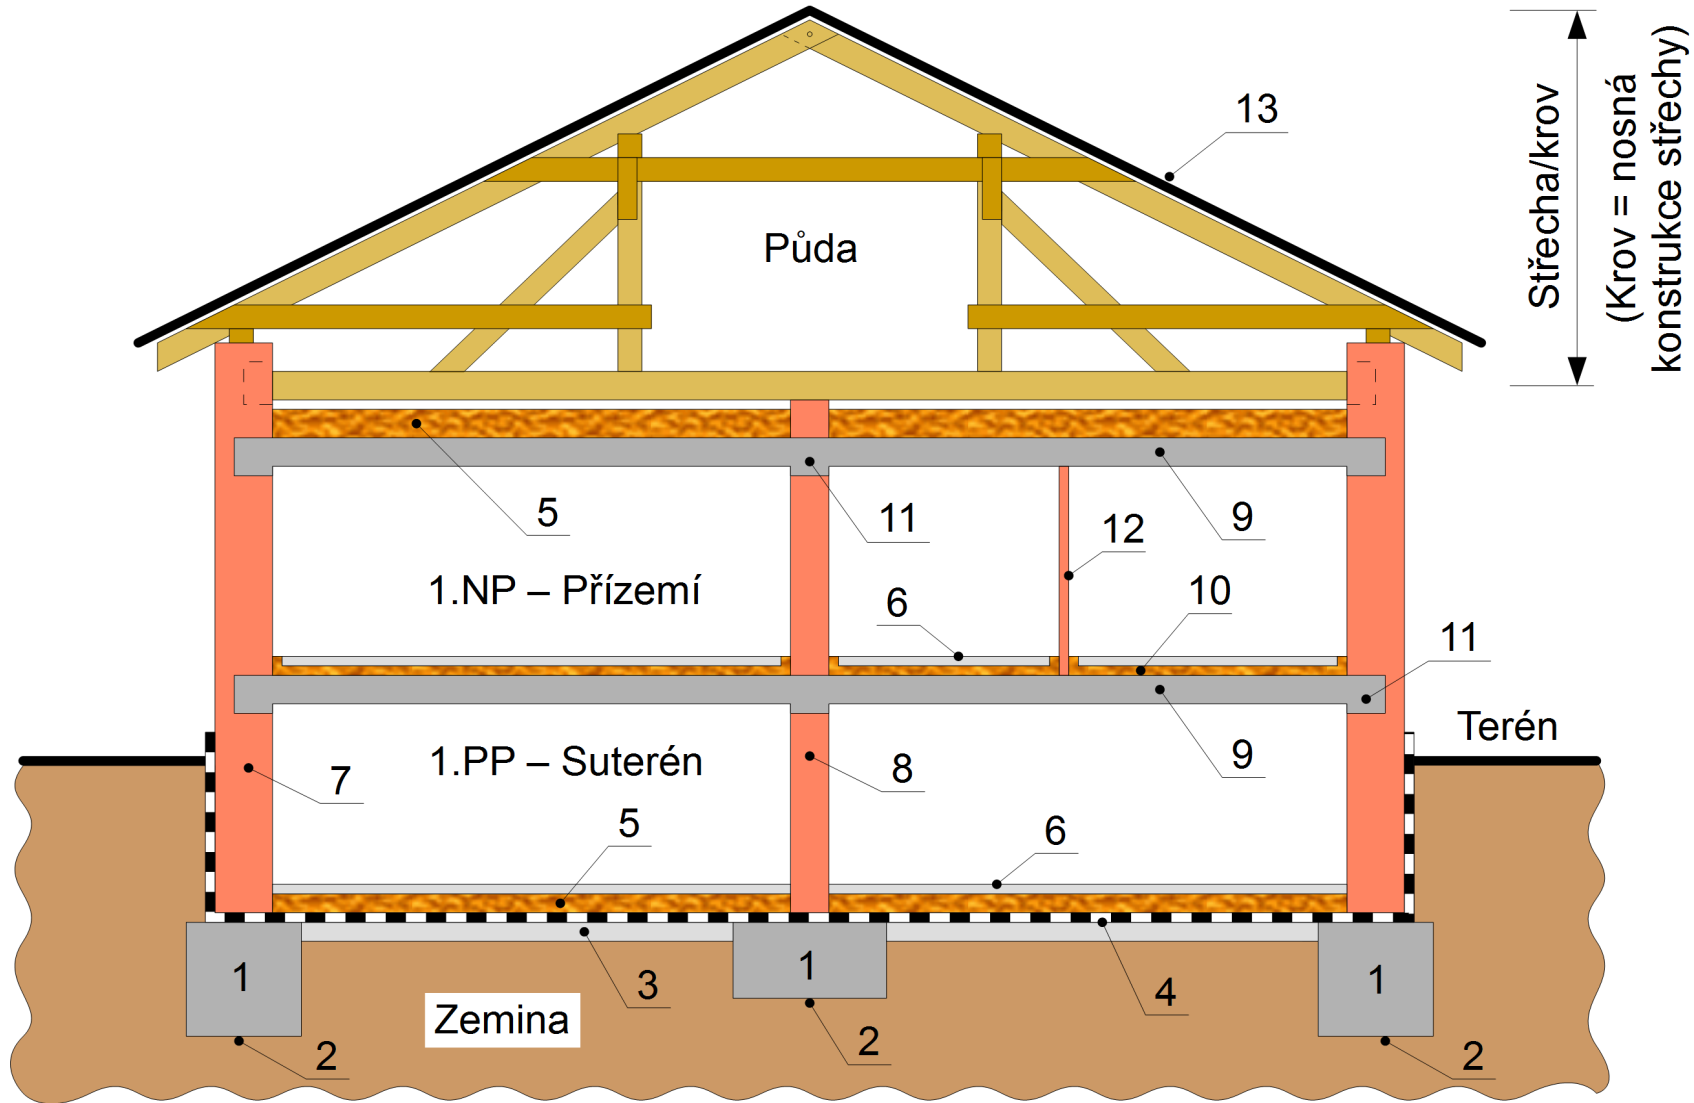 13
Střecha/krov
(Krov = nosná
konstrukce střechy)
Půda
5
11
9
12
1.NP – Přízemí
6
10
11
Terén
1.PP – Suterén
7
8
9
5
6
1
1
1
3
4
Zemina
2
2
2